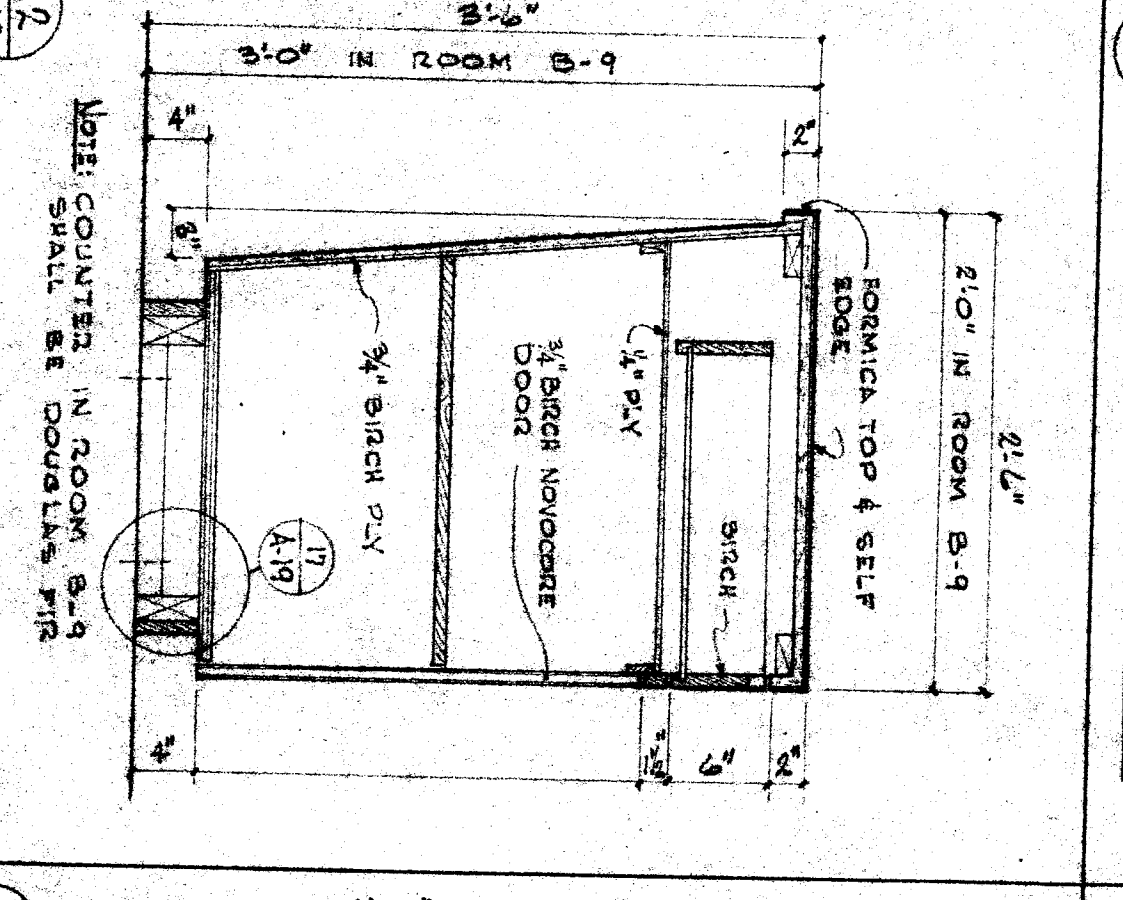 3'-6"
3'-0" IN ROOM B-9
4"
2"
8"
2'-6"
2'-0" IN ROOM B-9
FORMICA TOP & SELF
EDGE
BIRCH
1/4" PLY
3/4" BIRCH NOVOCORE
DOOR
3/4" BIRCH PLY
17
A-19
4"
1 1/2"
6"
2"
NOTE: COUNTER IN ROOM B-9
SHALL BE DOUGLAS FIR